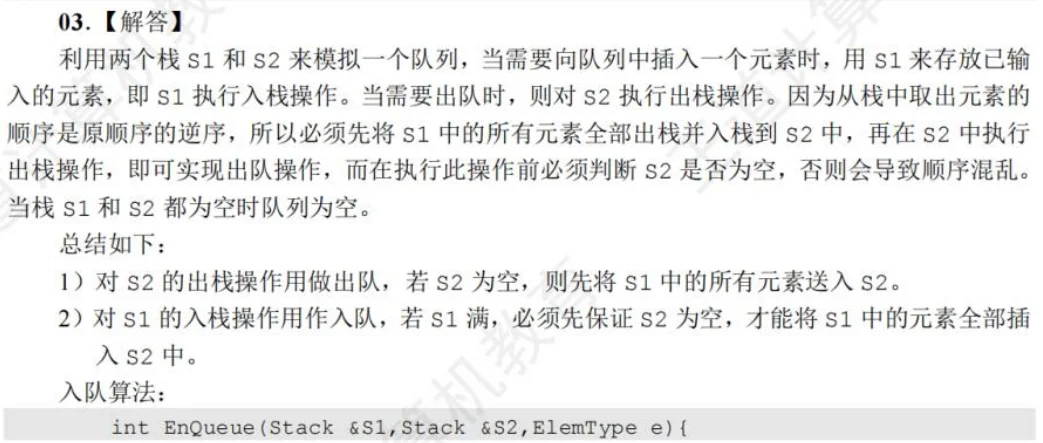 03.【解答】
利用两个栈 S1 和 S2 来模拟一个队列，当需要向队列中插入一个元素时，用 S1 来存放已输
入的元素，即 S1 执行入栈操作。当需要出队时，则对 S2 执行出栈操作。因为从栈中取出元素的
顺序是原顺序的逆序，所以必须先将 S1 中的所有元素全部出栈并入栈到 S2 中，再在 S2 中执行
出栈操作，即可实现出队操作，而在执行此操作前必须判断 S2 是否为空，否则会导致顺序混乱。
当栈 S1 和 S2 都为空时队列为空。
总结如下：
1）对 S2 的出栈操作用做出队，若 S2 为空，则先将 S1 中的所有元素送入 S2。
2）对 S1 的入栈操作用作入队，若 S1 满，必须先保证 S2 为空，才能将 S1 中的元素全部插
入 S2 中。
入队算法：
int EnQueue(Stack &S1,Stack &S2,ElemType e){